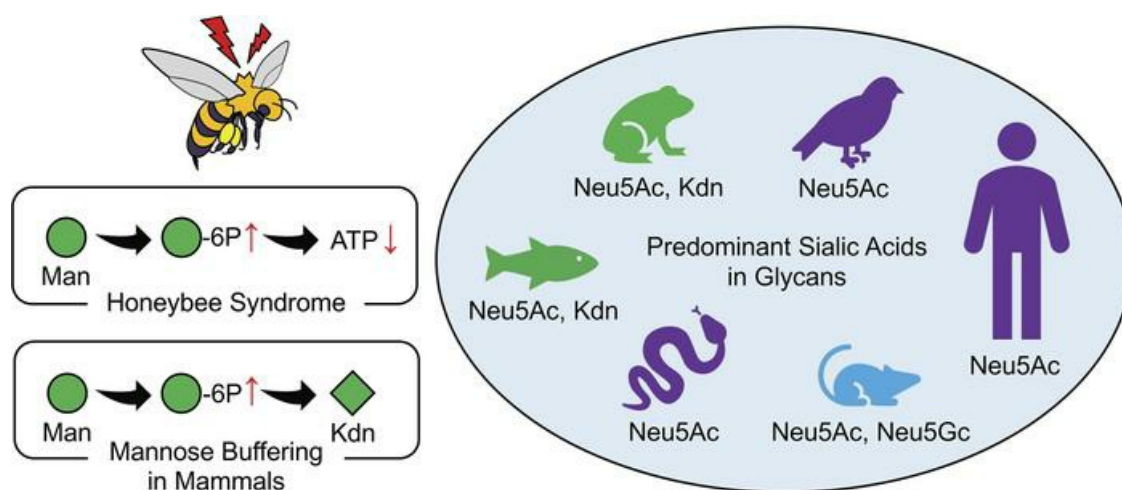 Man
-6P↑
ATP↓
Honeybee Syndrome
Man
-6P↑
Kdn
Mannose Buffering
in Mammals
Neu5Ac, Kdn
Neu5Ac
Predominant Sialic Acids
in Glycans
Neu5Ac, Kdn
Neu5Ac
Neu5Ac
Neu5Ac, Neu5Gc